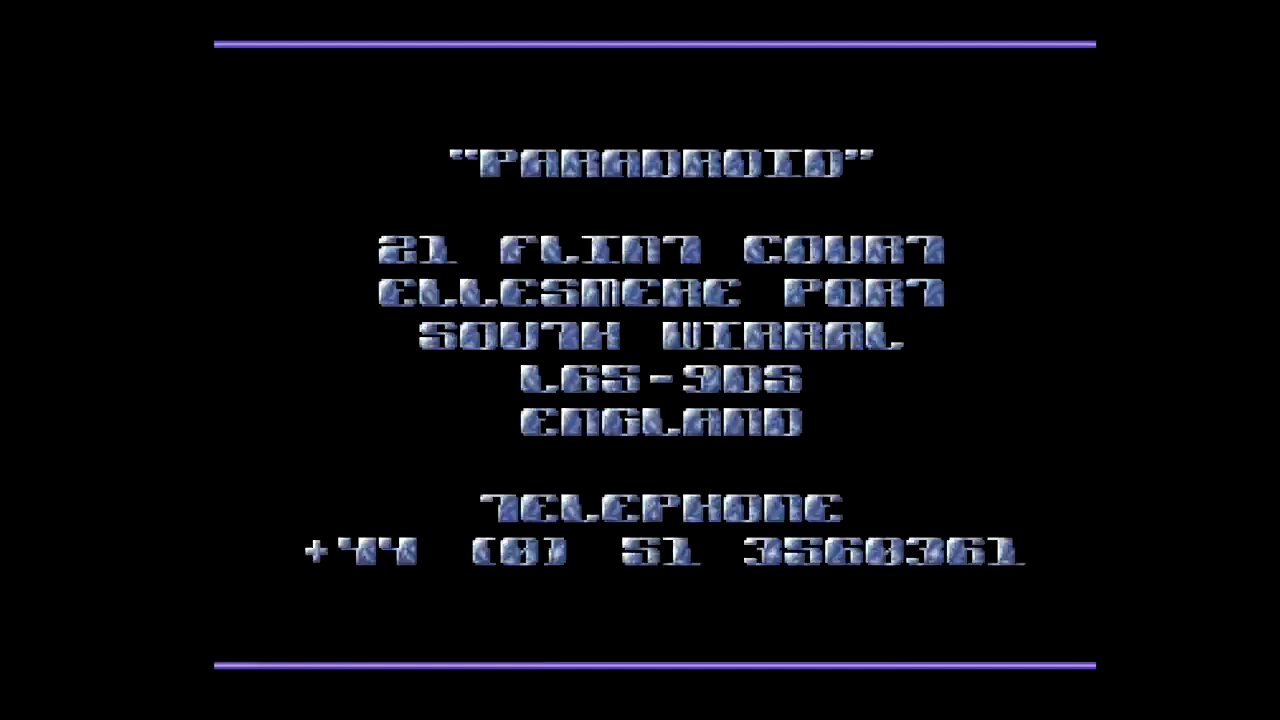 "PARADROID"
21 FLINT COURT
ELLESMERE PORT
SOUTH WIRRAL
L65-9DS
ENGLAND
TELEPHONE
+44 (0) 51 3560361